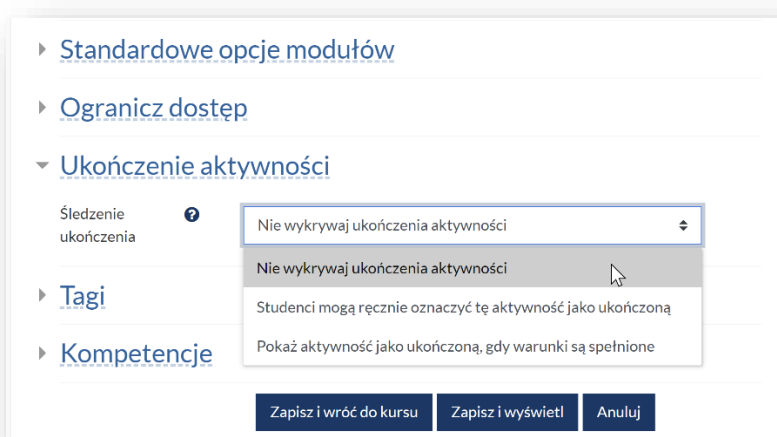 Standardowe opcje modułów
Ogranicz dostęp
Ukończenie aktywności
Śledzenie
ukończenia
Nie wykrywaj ukończenia aktywności
Nie wykrywaj ukończenia aktywności
Studenci mogą ręcznie oznaczyć tę aktywność jako ukończoną
Pokaż aktywność jako ukończoną, gdy warunki są spełnione
Tagi
Kompetencje
Zapisz i wróć do kursu Zapisz i wyświetl Anuluj